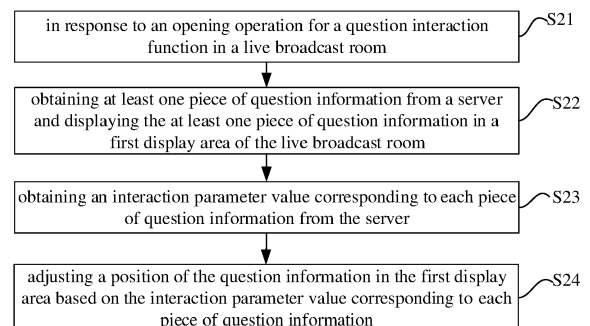 in response to an opening operation for a question interaction
function in a live broadcast room
S21
obtaining at least one piece of question information from a server
and displaying the at least one piece of question information in a
first display area of the live broadcast room
S22
obtaining an interaction parameter value corresponding to each piece
of question information from the server
S23
adjusting a position of the question information in the first display
area based on the interaction parameter value corresponding to each
piece of question information
S24